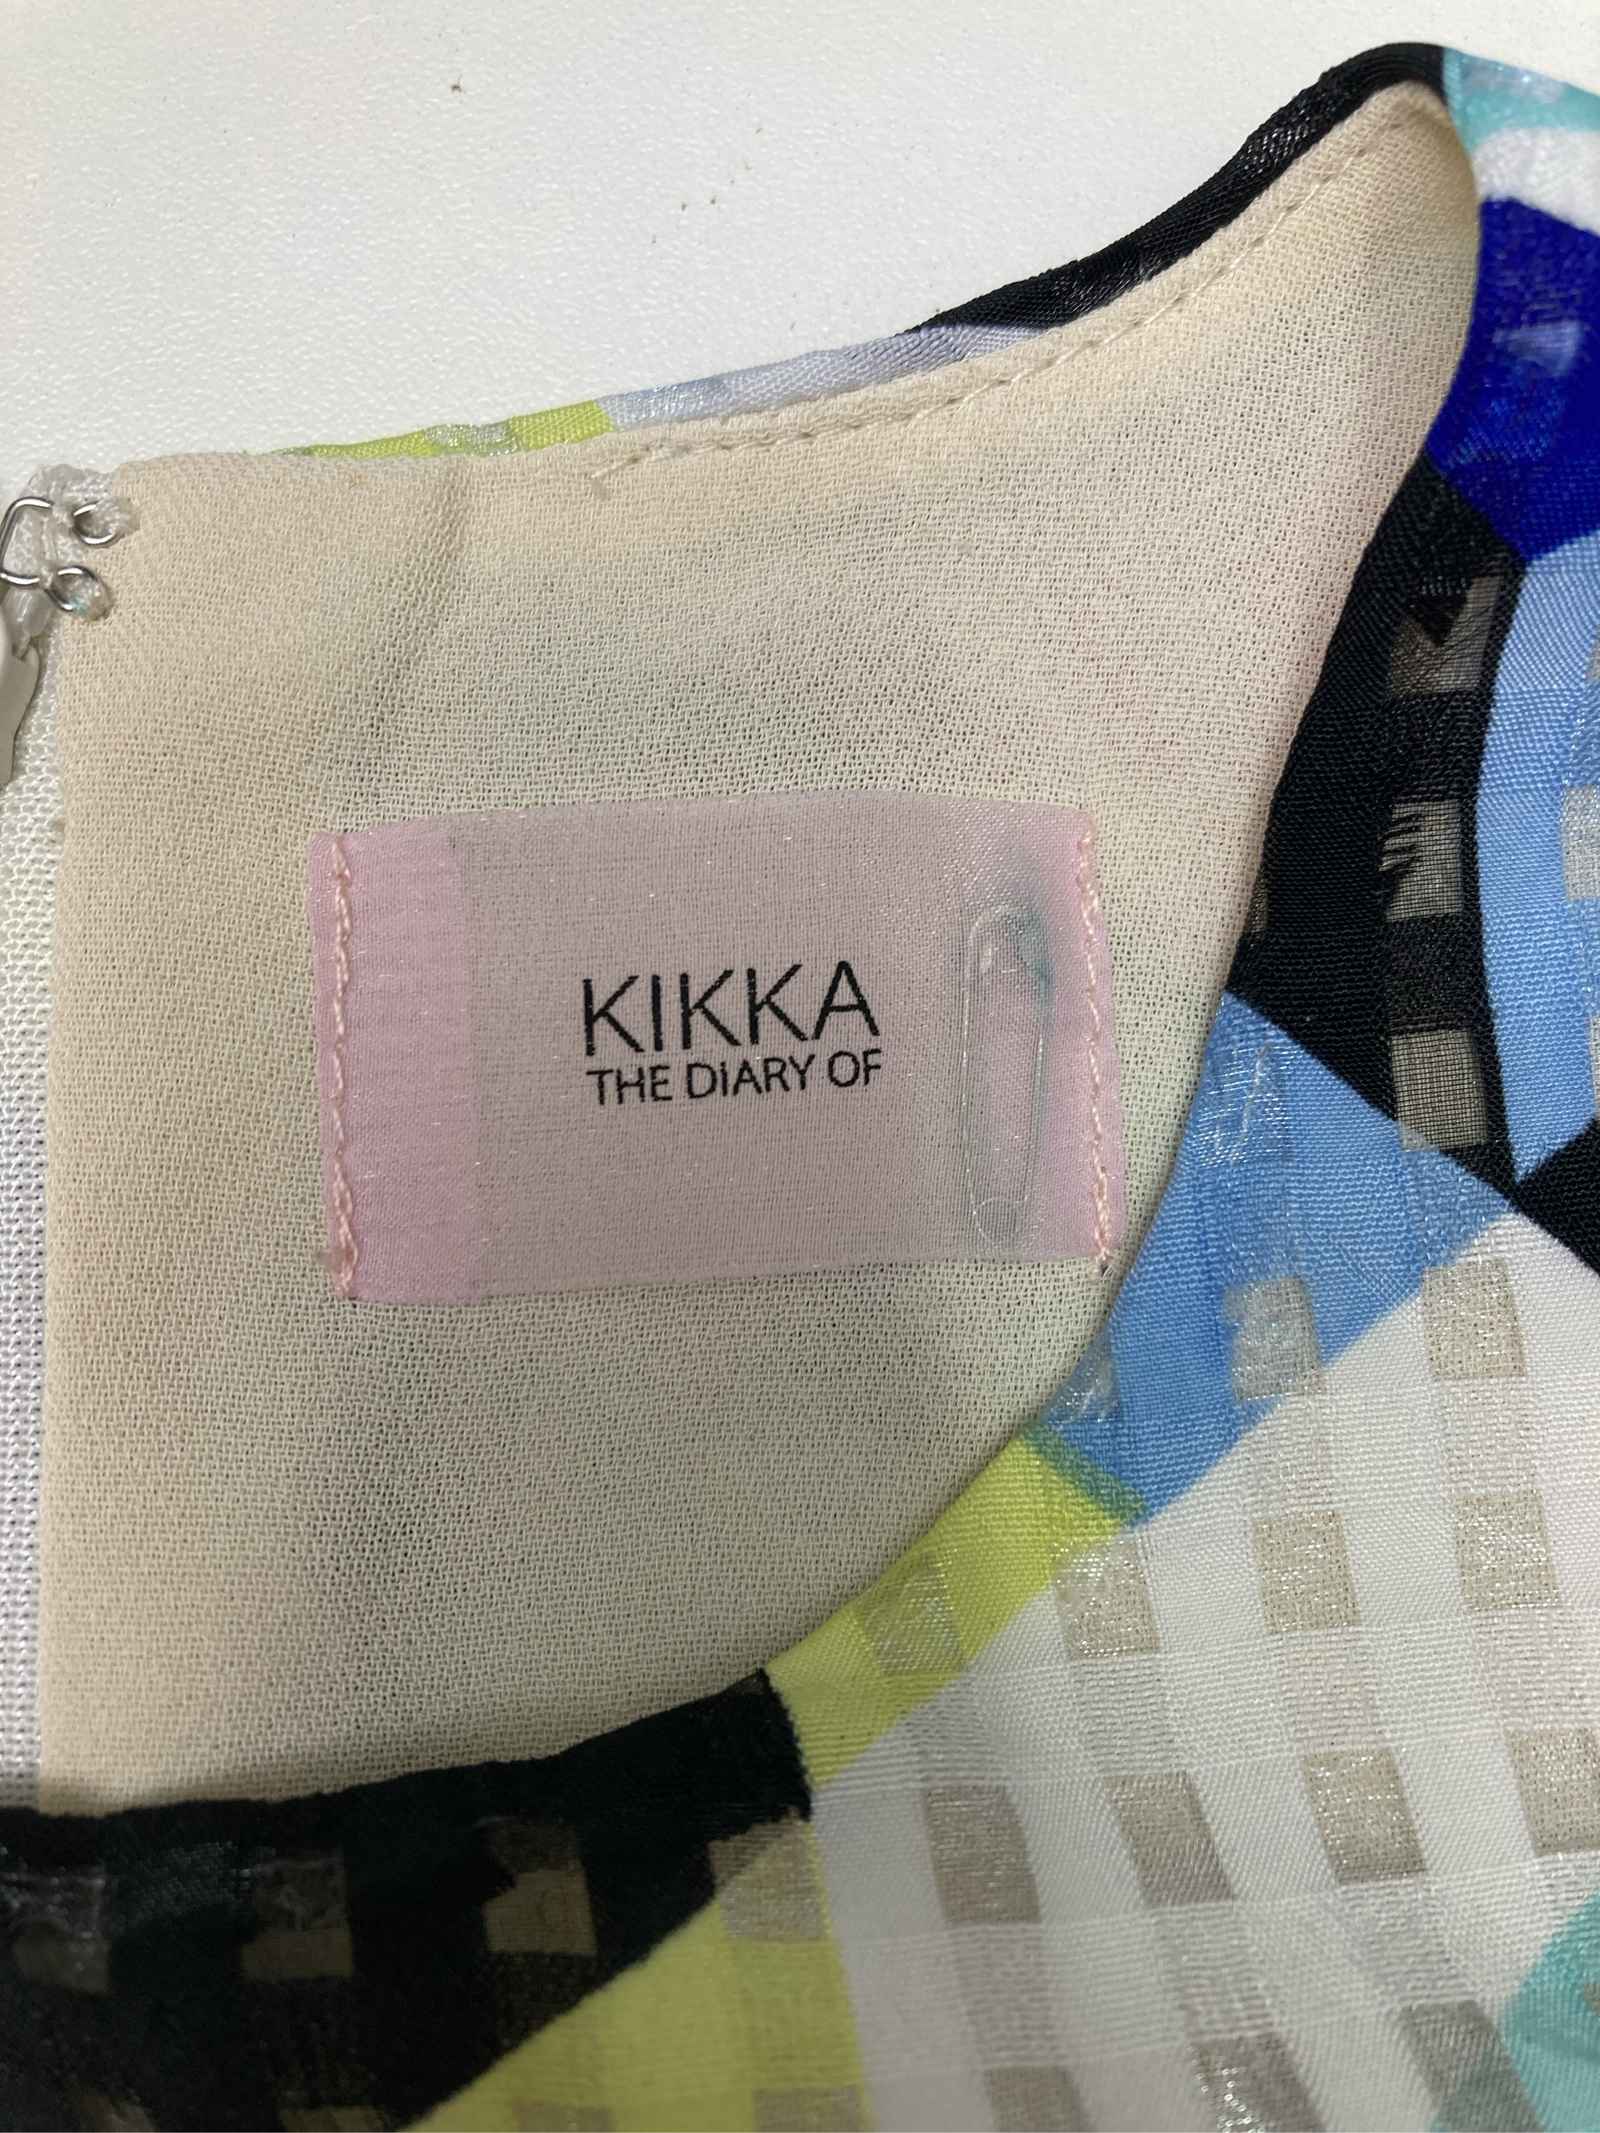 KIKKA
THE DIARY OF